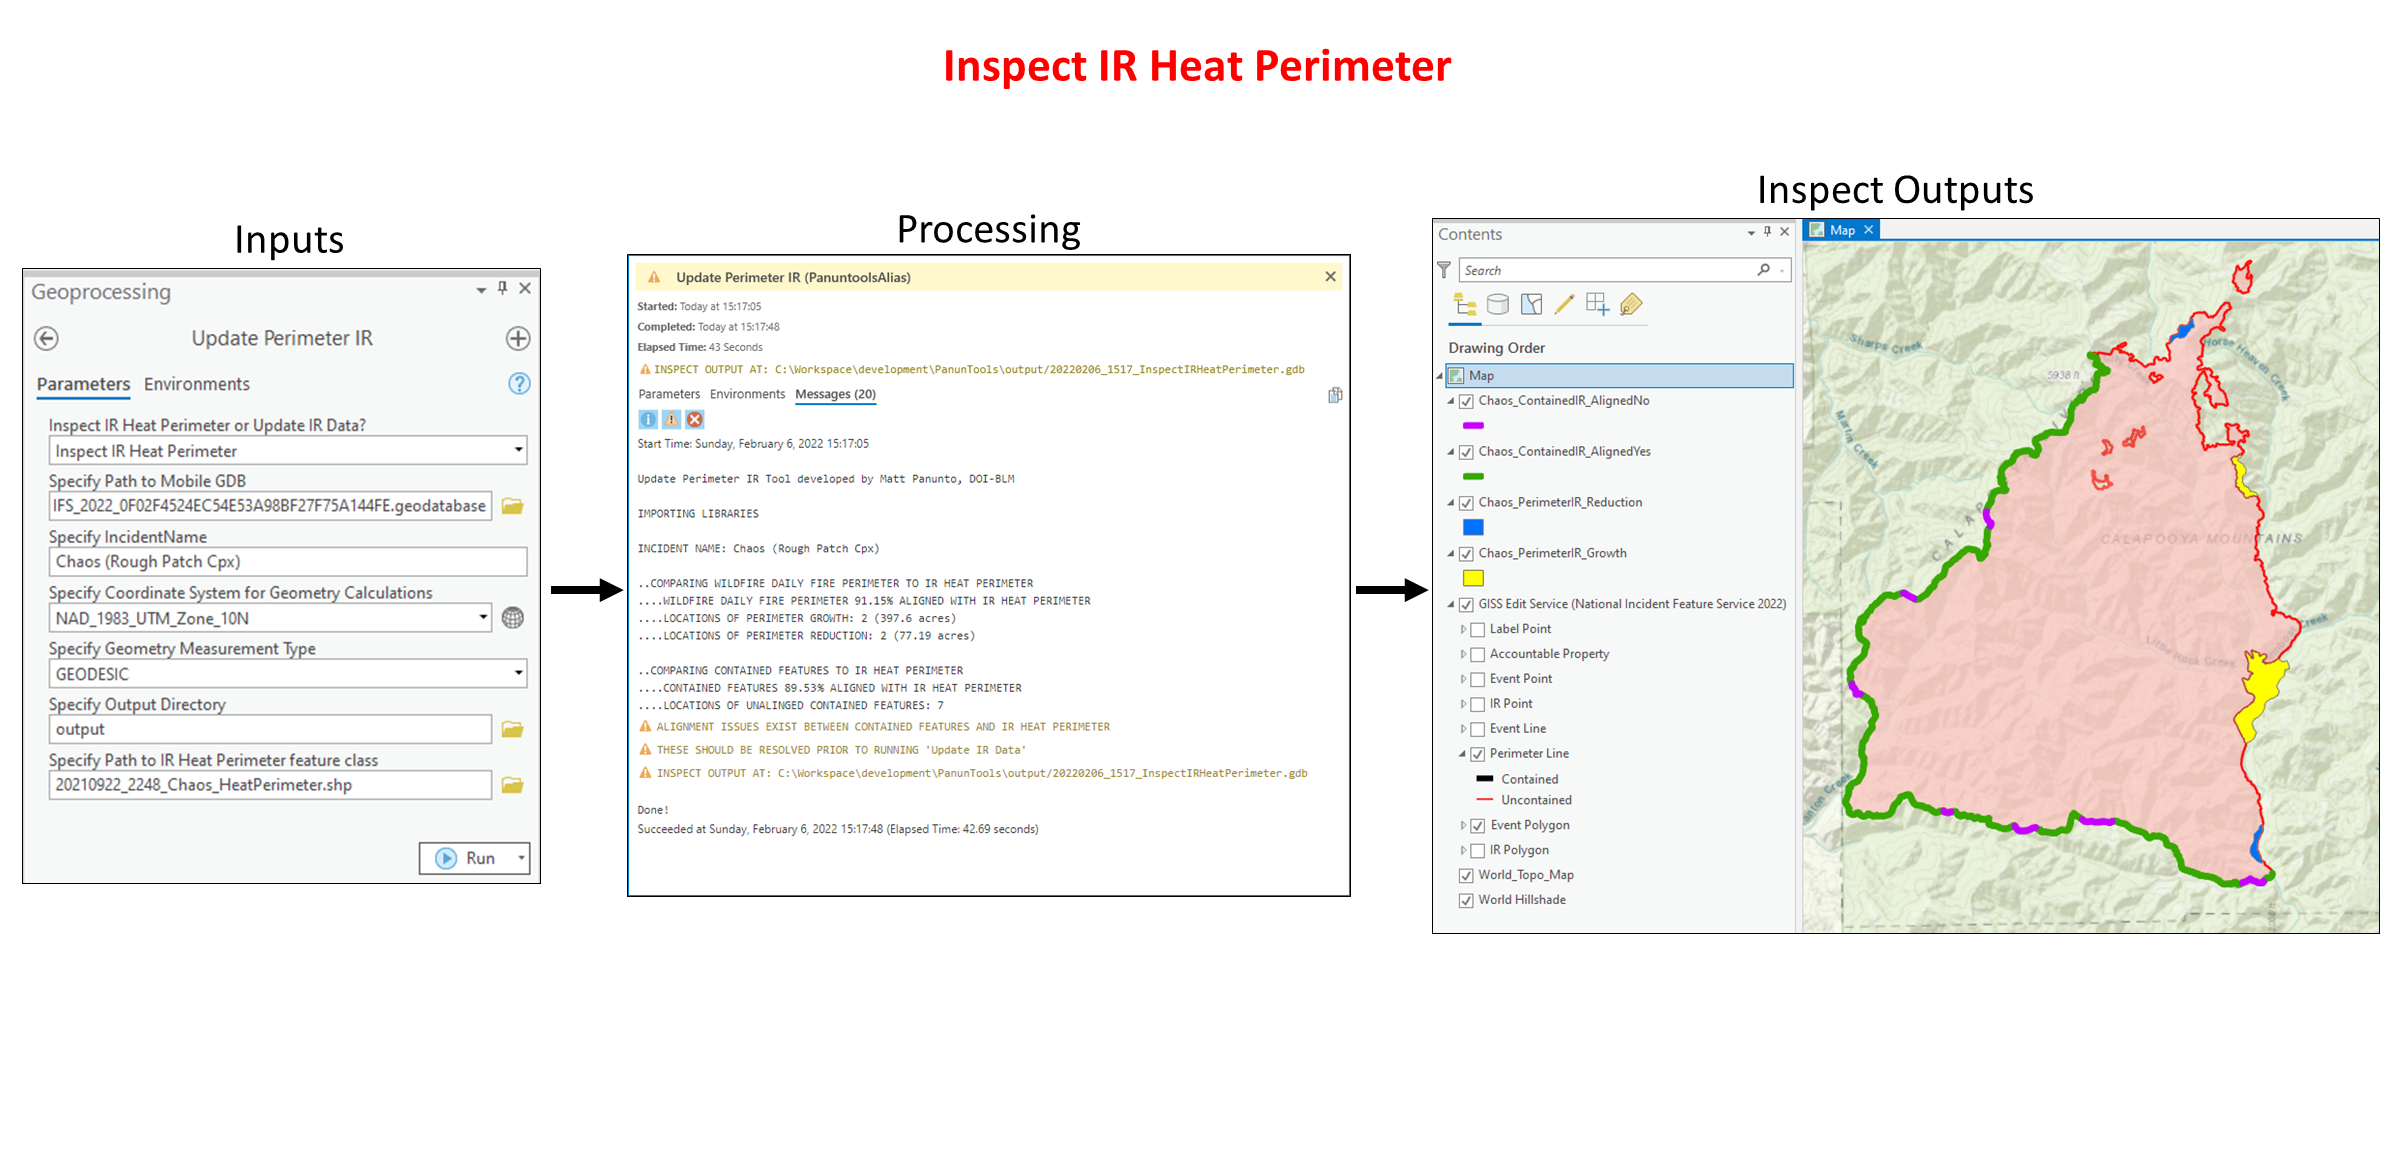 Inspect IR Heat Perimeter
Inputs
Geoprocessing
Update Perimeter IR
Parameters Environments
Inspect IR Heat Perimeter or Update IR Data?
Inspect IR Heat Perimeter
Specify Path to Mobile GDB
IFS_2022_0F02F4524EC54E53A98BF27F75A144FE.geodatabase
Specify IncidentName
Chaos (Rough Patch Cpx)
Specify Coordinate System for Geometry Calculations
NAD_1983_UTM_Zone_10N
Specify Geometry Measurement Type
GEODESIC
Specify Output Directory
output
Specify Path to IR Heat Perimeter feature class
20210922_2248_Chaos_HeatPerimeter.shp
Run
Processing
Update Perimeter IR (PanuntoolsAlias)
Started: Today at 15:17:05
Completed: Today at 15:17:48
Elapsed Time: 43 Seconds
INSPECT OUTPUT AT: C:\Workspace\development\PanunTools\output/20220206_1517_InspectIRHeatPerimeter.gdb
Parameters Environments Messages (20)
Start Time: Sunday, February 6, 2022 15:17:05
Update Perimeter IR Tool developed by Matt Panunto, DOI-BLM
IMPORTING LIBRARIES
INCIDENT NAME: Chaos (Rough Patch Cpx)
..COMPARING WILDFIRE DAILY FIRE PERIMETER TO IR HEAT PERIMETER
....WILDFIRE DAILY FIRE PERIMETER 91.15% ALIGNED WITH IR HEAT PERIMETER
....LOCATIONS OF PERIMETER GROWTH: 2 (397.6 acres)
....LOCATIONS OF PERIMETER REDUCTION: 2 (77.19 acres)
..COMPARING CONTAINED FEATURES TO IR HEAT PERIMETER
....CONTAINED FEATURES 89.53% ALIGNED WITH IR HEAT PERIMETER
....LOCATIONS OF UNALINGED CONTAINED FEATURES: 7
ALIGNMENT ISSUES EXIST BETWEEN CONTAINED FEATURES AND IR HEAT PERIMETER
THESE SHOULD BE RESOLVED PRIOR TO RUNNING 'Update IR Data'
INSPECT OUTPUT AT: C:\Workspace\development\PanunTools\output/20220206_1517_InspectIRHeatPerimeter.gdb
Done!
Succeeded at Sunday, February 6, 2022 15:17:48 (Elapsed Time: 42.69 seconds)
Inspect Outputs
Contents
Search
Drawing Order
Map
Chaos_ContainedIR_AlignedNo
Chaos_ContainedIR_AlignedYes
Chaos_PerimeterIR_Reduction
Chaos_PerimeterIR_Growth
GISS Edit Service (National Incident Feature Service 2022)
Label Point
Accountable Property
Event Point
IR Point
Event Line
Perimeter Line
Contained
Uncontained
Event Polygon
IR Polygon
World_Topo_Map
World Hillshade
Map
Sharps Creek
Horse Heaven Creek
5938 ft
Martin Creek
CALAPOOYA MOUNTAINS
Little Rock Creek
Creek